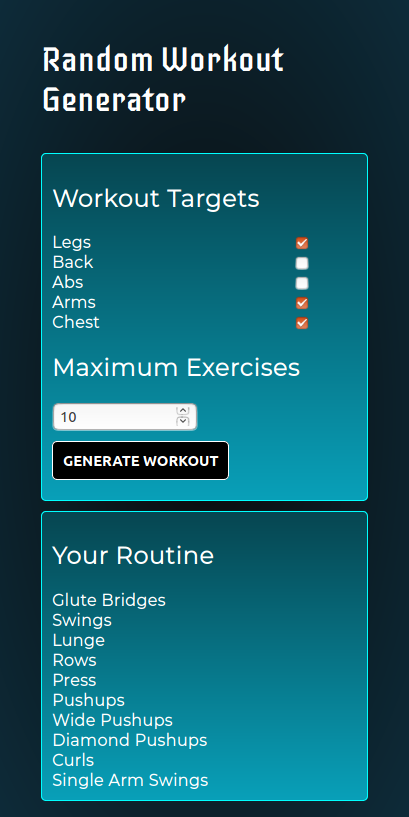 Random Workout
Generator
Workout Targets
Legs
Back
Abs
Arms
Chest
Maximum Exercises
10
GENERATE WORKOUT
Your Routine
Glute Bridges
Swings
Lunge
Rows
Press
Pushups
Wide Pushups
Diamond Pushups
Curls
Single Arm Swings